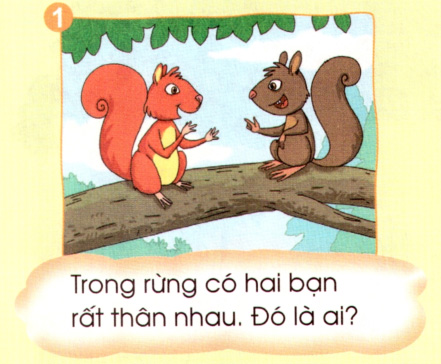 1
Trong rừng có hai bạn
rất thân nhau. Đó là ai?